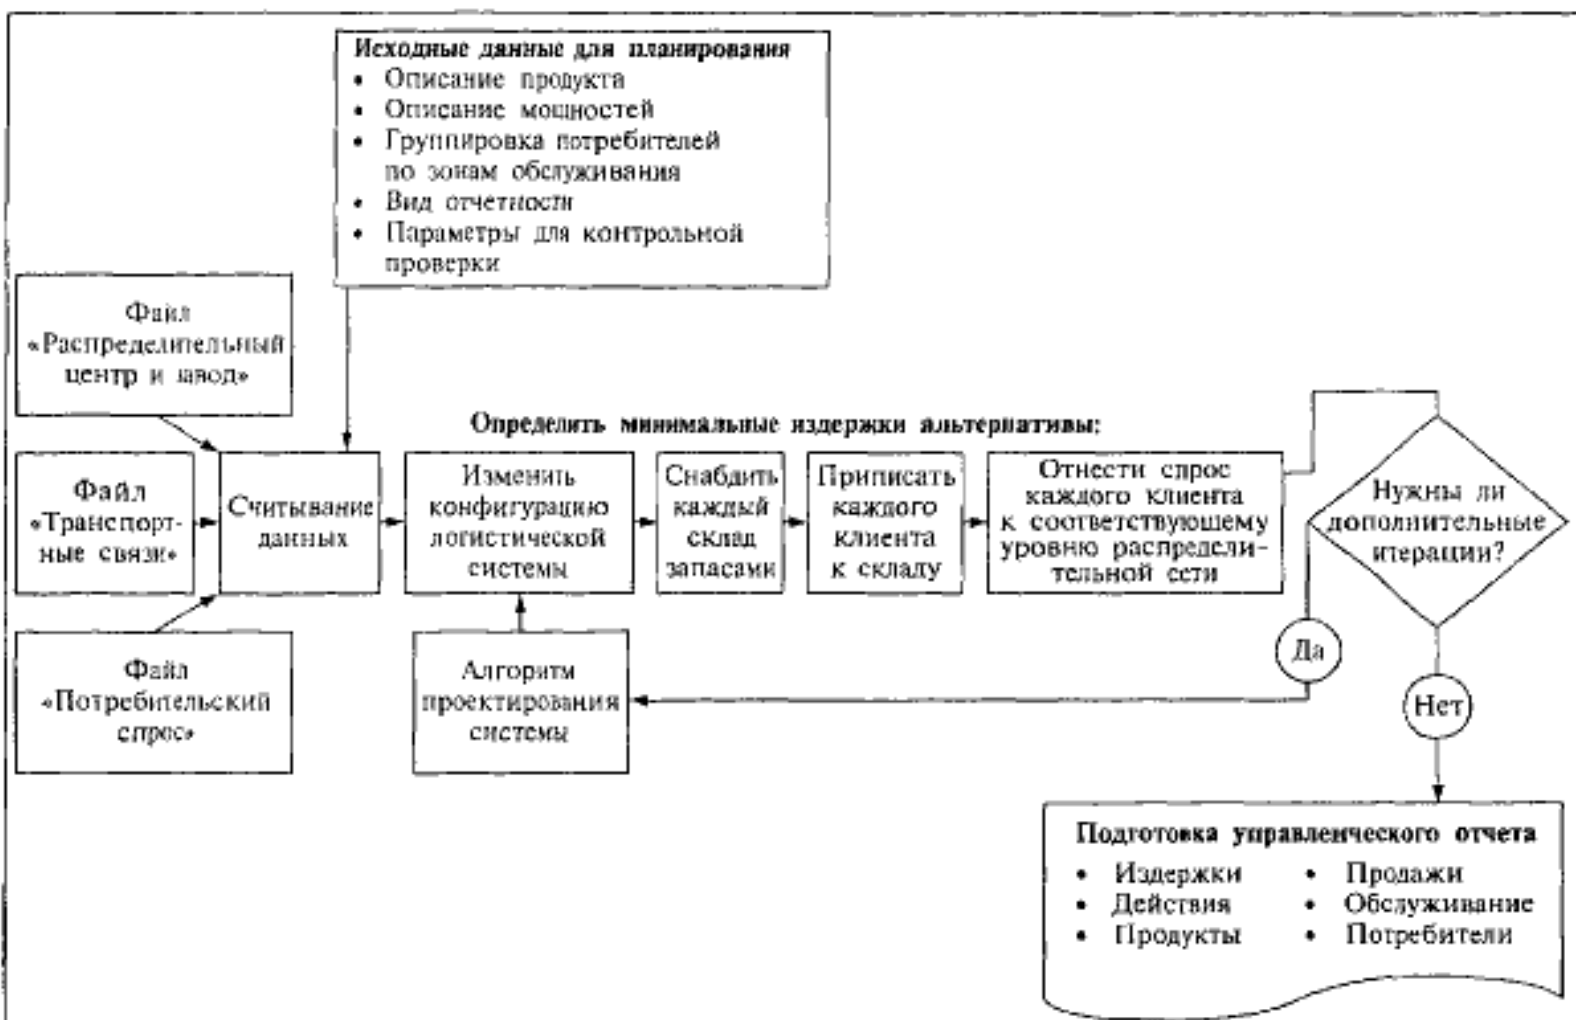 Исходные данные для планирования
• Описание продукта
• Описание мощностей
• Группировка потребителей
по зонам обслуживания
• Вид отчетности
• Параметры для контрольной
проверки
Файл
«Распределительный
центр и завод»
Определить минимальные издержки альтернативы:
Файл
«Транспорт-
ные связи»
Считывание
данных
Изменить
конфигурацию
логистической
системы
Снабдить
каждый
склад
запасами
Приписать
каждого
клиента
к складу
Отнести спрос
каждого клиента
к соответствующему
уровню распредели-
тельной сети
Нужны ли
дополнительные
итерации?
Файл
«Потребительский
спрос»
Алгоритм
проектирования
системы
Да
Нет
Подготовка управленческого отчета
• Издержки
• Действия
• Продукты
• Продажи
• Обслуживание
• Потребители